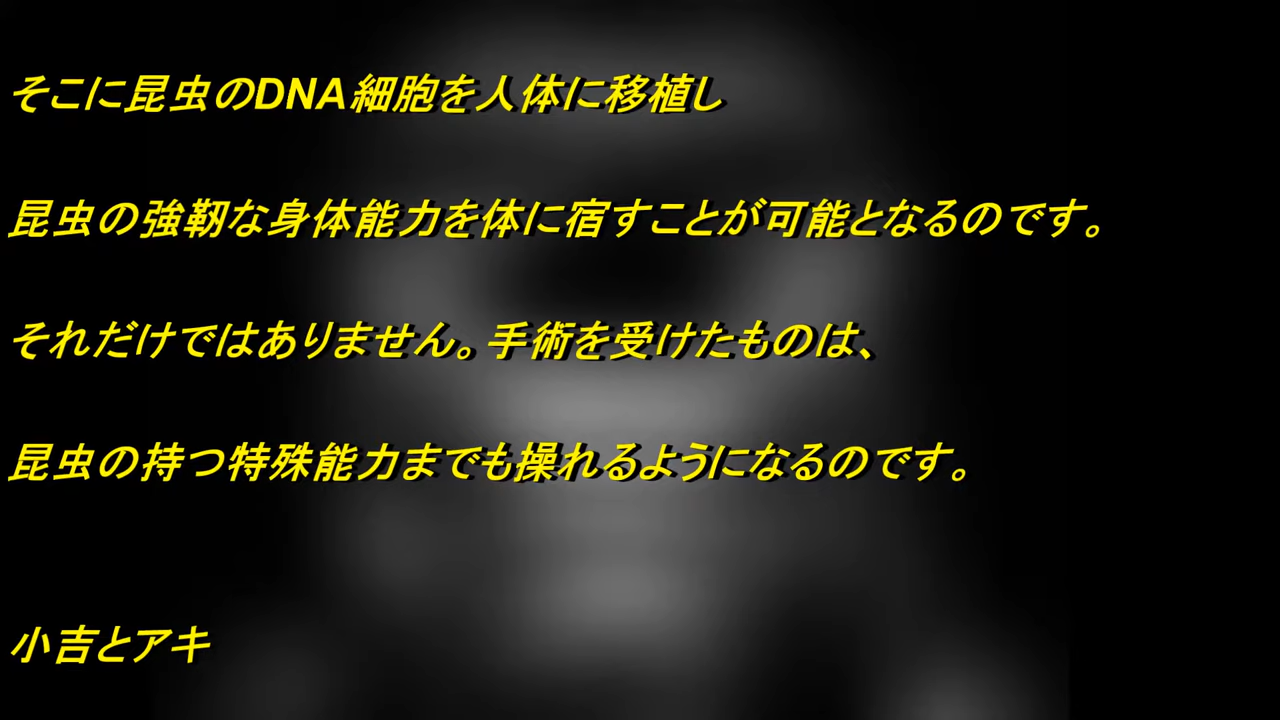 そこに昆虫のDNA細胞を人体に移植し
昆虫の強靭な身体能力を体に宿すことが可能となるのです。
それだけではありません。手術を受けたものは、
昆虫の持つ特殊能力までも操れるようになるのです。
小吉とアキ